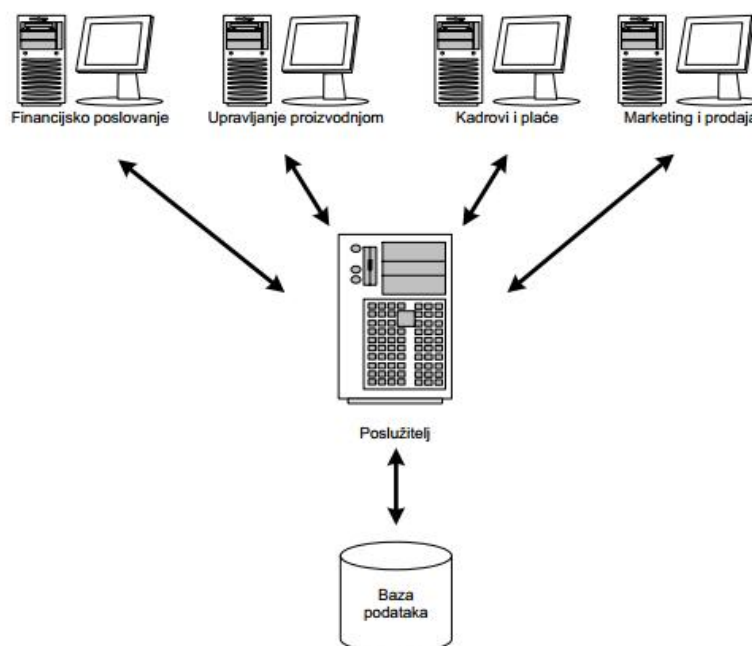 Financijsko poslovanje
Upravljanje proizvodnjom
Kadrovi i plaće
Marketing i prodaja
Poslužitelj
Baza
podataka